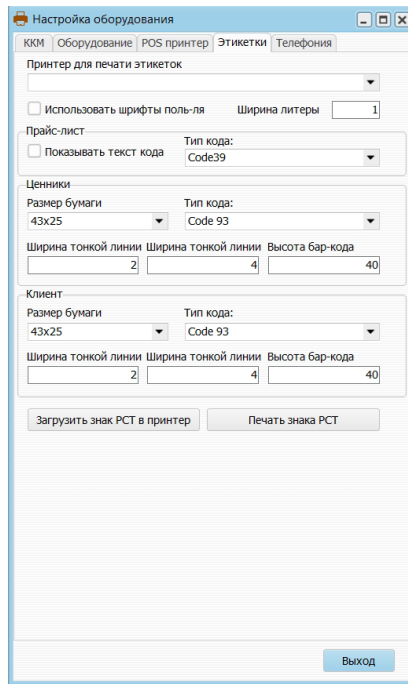 Настройка оборудования
ККМ Оборудование POS принтер Этикетки Телефония
Принтер для печати этикеток
Использовать шрифты поль-ля Ширина литеры 1
Прайс-лист
Тип кода:
Показывать текст кода Code39
Ценники
Размер бумаги Тип кода:
43x25 Code 93
Ширина тонкой линии Ширина тонкой линии Высота бар-кода
2 4 40
Клиент
Размер бумаги Тип кода:
43x25 Code 93
Ширина тонкой линии Ширина тонкой линии Высота бар-кода
2 4 40
Загрузить знак РСТ в принтер Печать знака РСТ
Выход